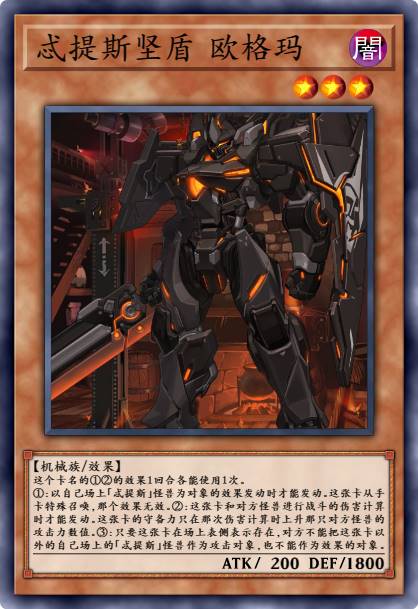 忒提斯坚盾 欧格玛
闇
【机械族/效果】
这个卡名的①②的效果1回合各能使用1次。
①:以自己场上「忒提斯」怪兽为对象的效果发动时才能发动。这张卡从手
卡特殊召唤,那个效果无效。②:这张卡和对方怪兽进行战斗的伤害计算
时才能发动。这张卡的守备力只在那次伤害计算时上升那只对方怪兽的
攻击力数值。③:只要这张卡在场上表侧表示存在,对方不能把这张卡以
外的自己场上的「忒提斯」怪兽作为攻击对象,也不能作为效果的对象。
ATK/ 200 DEF/1800